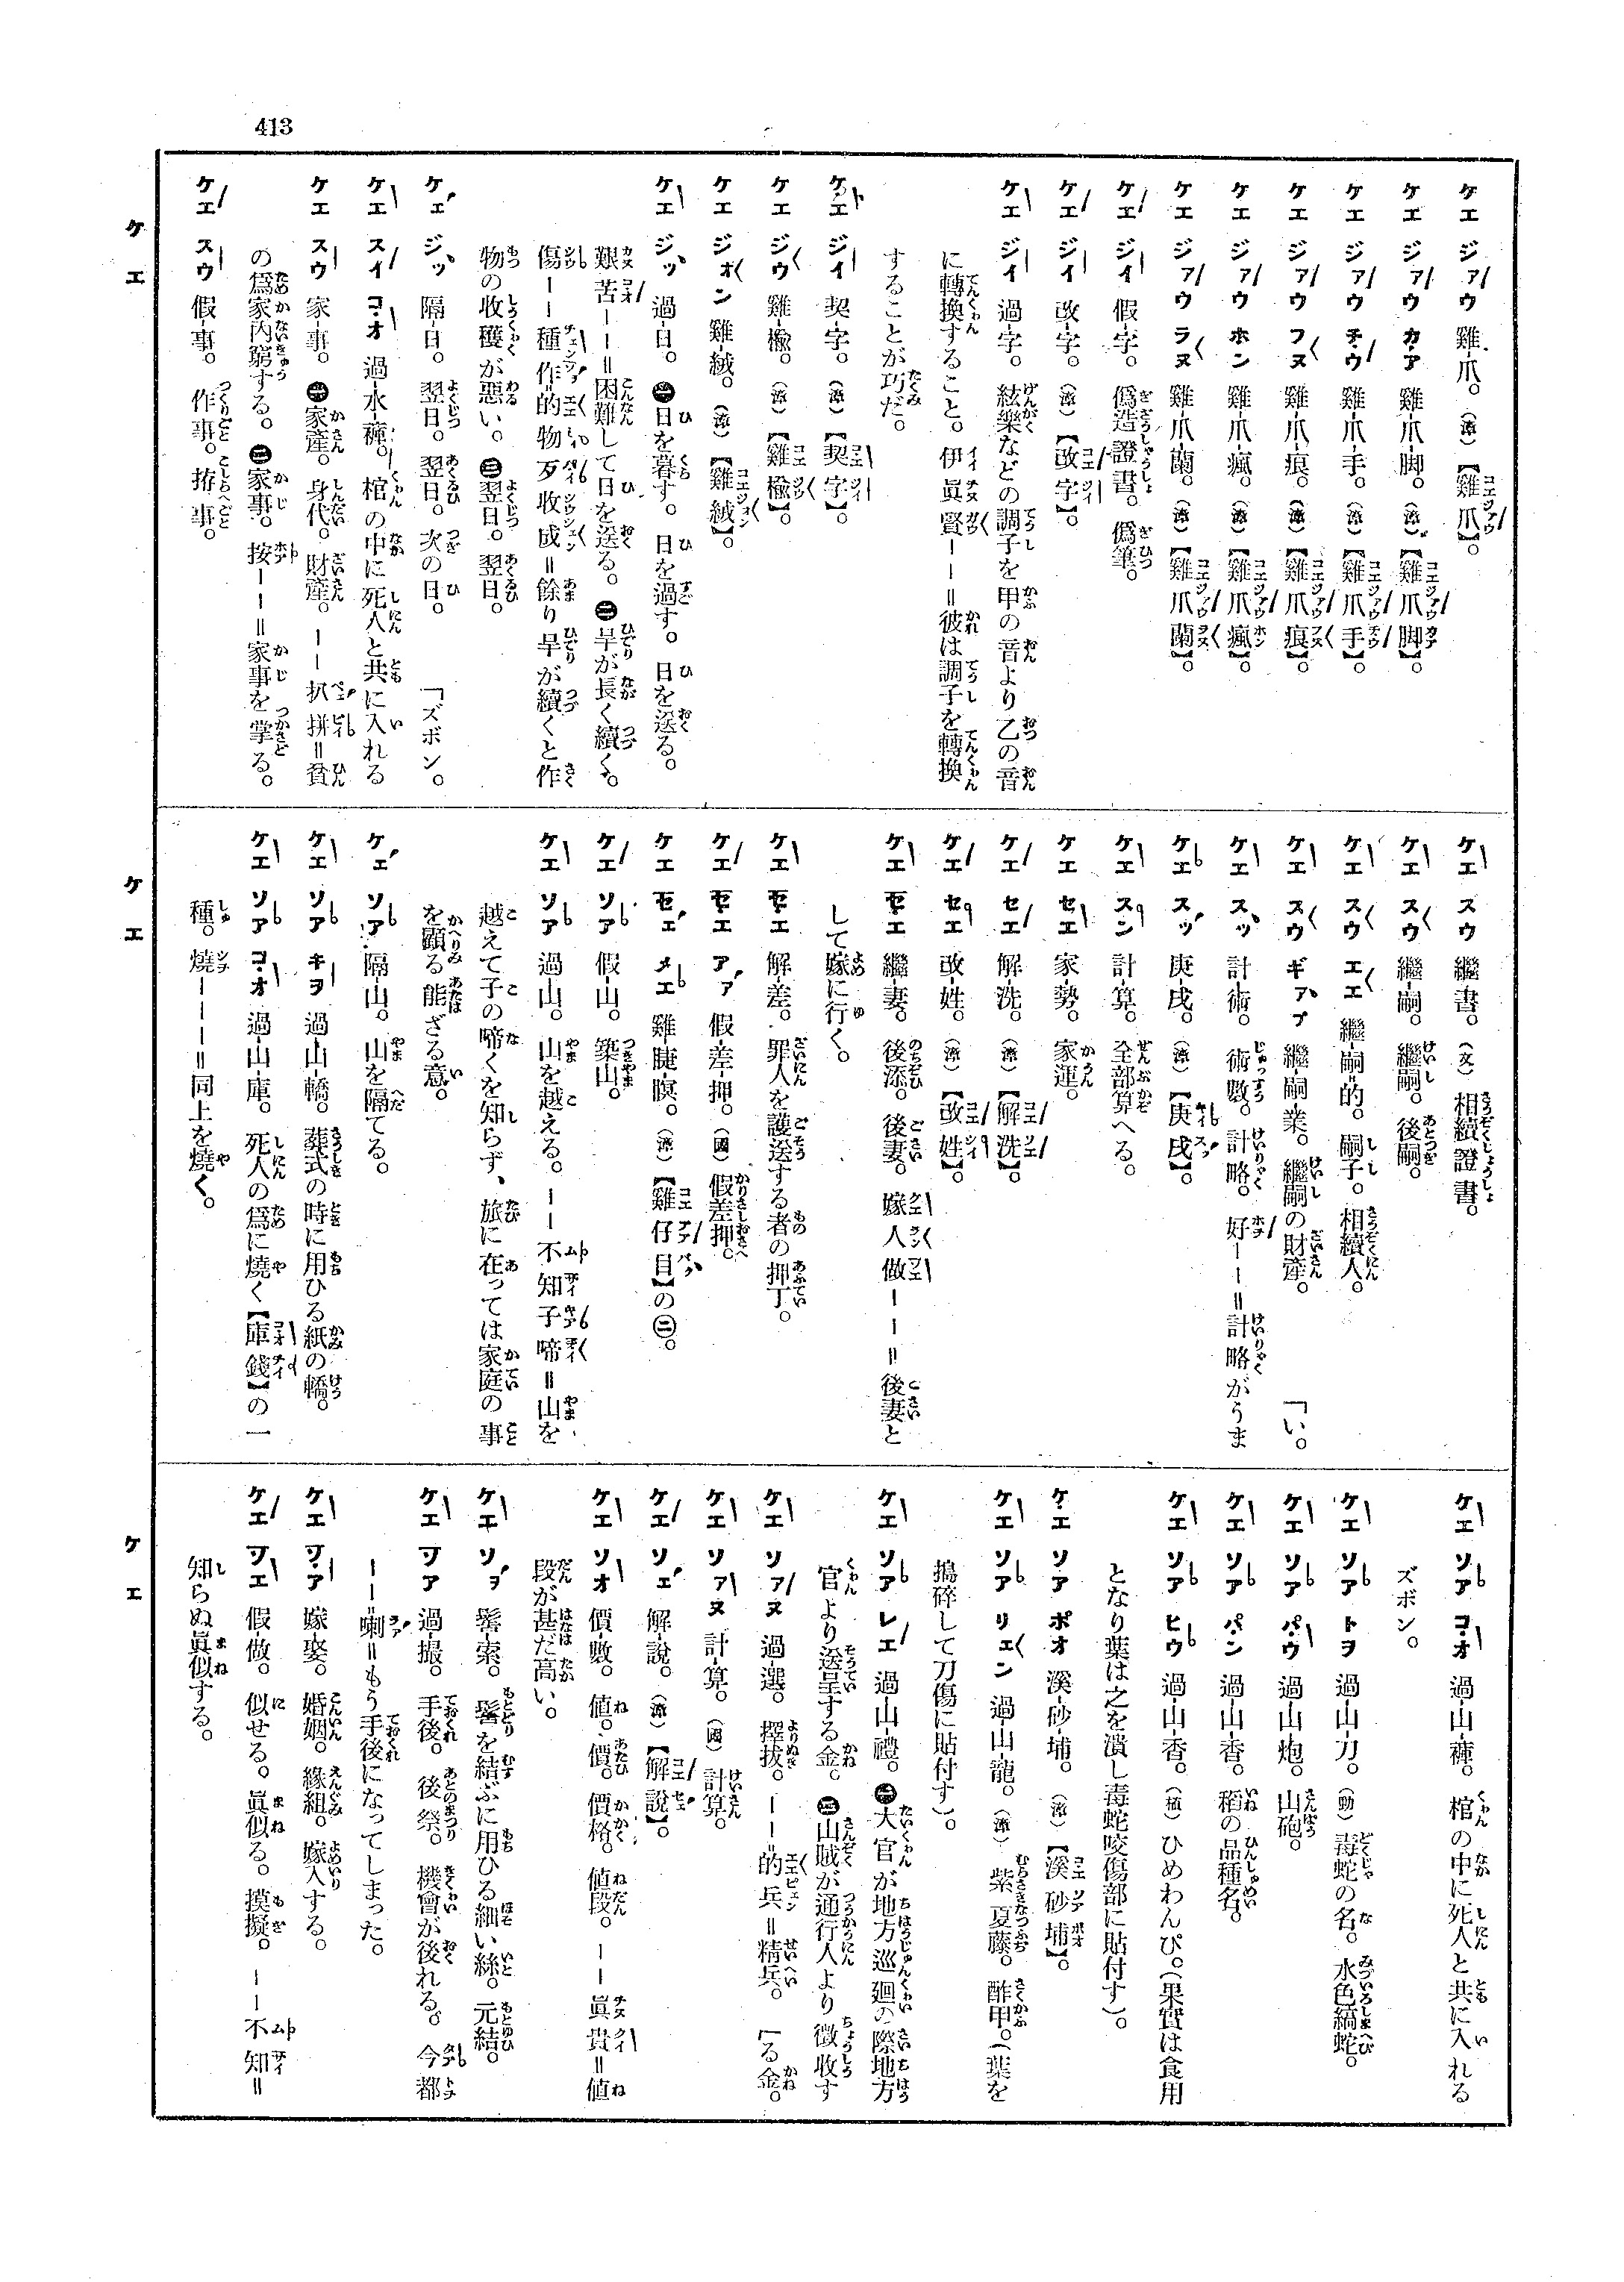 413
ケエ ジアウ 雞-爪。（漳）【雞爪】。
ケエ ジアウ カア 雞-爪-脚。（漳）【雞爪脚】。
ケエ ジアウ チウ 雞-爪-手。（漳）【雞爪手】。
ケエ ジアウ フヌ 雞-爪-痕。（漳）【雞爪痕】。
ケエ ジアウ ホン 雞-爪-瘋。（漳）【雞爪瘋】。
ケエ ジアウ ラヌ 雞-爪-蘭。（漳）【雞爪蘭】。
ケエ ジイ 假-字。 僞造證書。僞筆。
ケエ ジイ 改-字。（漳）【改字】。
ケエ ジイ 過-字。 絃樂などの調子を甲の音より乙の音
に轉換すること。伊眞賢——＝彼は調子を轉換
することが巧だ。
ケエ ジイ 契-字。（漳）【契字】。
ケエ ジウ 雞-楡。（漳）【雞楡】。
ケエ ジオン 雞-絨。（漳）【雞絨】。
ケエ ジッ 過-日。 ㊀日を暮す。日を過す。日を送る。
艱苦——＝困難して日を送る。㊁旱が長く續く。
傷——種作的物歹收成＝餘り旱が續くと作
物の收穫が惡い。㊂翌日。翌日。
ケエ ジッ 隔-日。 翌日。翌日。次の日。 「ズボン。
ケエ スイ コオ 過-水-褲。 棺の中に死人と共に入れる
ケエ スウ 家-事。 ㊀家產。身代。財產。——扒拼＝貧
の爲家內窮する。㊁家事。按——＝家事を掌る。
ケエ スウ 假-事。 作事。拵事。
ケエ スウ 繼-書。（文）相續證書。
ケエ スウ 繼-嗣。 繼嗣。後嗣。
ケエ スウ エエ 繼-嗣-的。 嗣子。相續人。
ケエ スウ ギアプ 繼-嗣-業。 繼嗣の財產。 「い。
ケエ スッ 計-術。 術數。計略。好——＝計略がうま
ケエ スッ 庚-戌。（漳）【庚戌】。
ケエ スン 計-算。 全部算へる。
ケエ セエ 家-勢。 家運。
ケエ セエ 解-洗。（漳）【解洗】。
ケエ セエ 改-姓。（漳）【改姓】。
ケエ セエ 繼-妻。 後添。後妻。嫁人做——＝後妻と
して嫁に行く。
ケエ セエ 解-差。 罪人を護送する者の押丁。
ケエ セエ アァ 假-差-押。（國）假差押。
ケエ セエ メエ 雞-睫-瞑。（漳）【雞仔目】の㊁。
ケエ ソア 假-山。 築山。
ケエ ソア 過-山。 山を越える。——不知子啼＝山を
越えて子の啼くを知らず、旅に在っては家庭の事
を顧る能ざる意。
ケエ ソア 隔-山。 山を隔てる。
ケエ ソア キヲ 過-山-轎。 葬式の時に用ひる紙の轎。
ケエ ソア コオ 過-山-庫。 死人の爲に燒く【庫錢】の一
種。燒———＝同上を燒く。
ケエ ソア コオ 過-山-褲。 棺の中に死人と共に入れる
ズボン。
ケエ ソア トヲ 過-山-刀。（動）毒蛇の名。水色縞蛇。
ケエ ソア パウ 過-山-炮。 山砲。
ケエ ソア パン 過-山-香。 稻の品種名。
ケエ ソア ヒウ 過-山-香。（植）ひめわんぴ。（果實は食用
となり葉は之を潰し毒蛇咬傷部に貼付す）。
ケエ ソア ポオ 溪-砂-埔。（漳）【溪砂埔】。
ケエ ソア リエン 過-山-龍。（漳）紫夏藤。酢甲。（葉を
搗碎して刀傷に貼付す）。
ケエ ソア レエ 過-山-禮。 ㊀大官が地方巡廻の際地方
官より送呈する金。㊁山賊が通行人より徵收す
ケエ ソアヌ 過-選。 擇拔。——的兵＝精兵。 「る金。
ケエ ソアヌ 計-算。（國）計算。
ケエ ソエ 解-說。（漳）【解說】。
ケエ ソオ 價-數。 値。價。價格。値段。——眞貴＝値
段が甚だ高い。
ケエ ソヲ 髻-索。 髻を結ぶに用ひる細い絲。元結。
ケエ ツア 過-撮。 手後。後祭。機會が後れる。今都
——喇＝もう手後になってしまった。
ケエ ツア 嫁-娶。 婚姻。緣組。嫁入する。
ケエ ツエ 假-做。 似せる。眞似る。摸擬。——不知＝
知らぬ眞似する。
ケエ
ケエ
ケエ